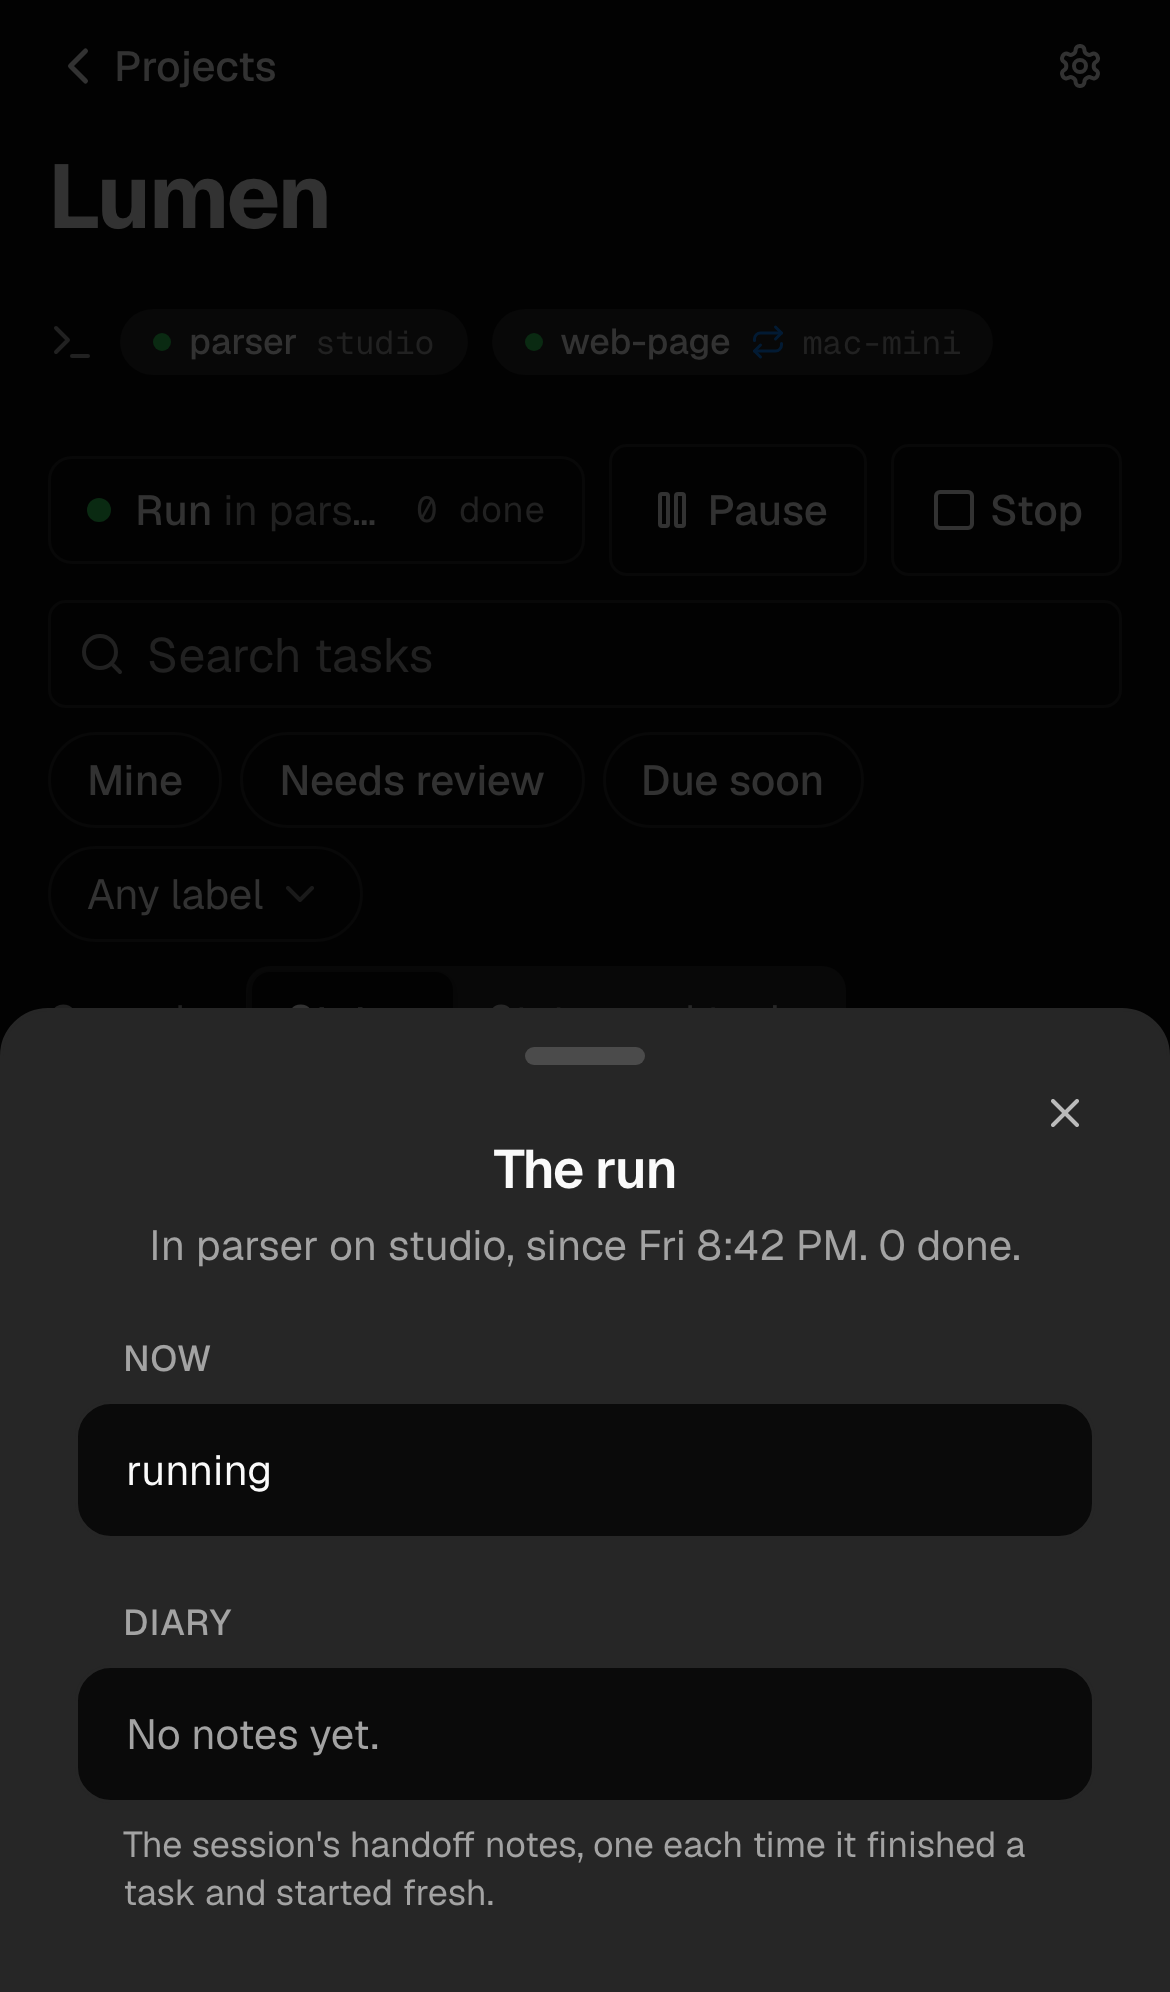 Projects
Lumen
parser studio
web-page mac-mini
Run in pars... 0 done
Pause
Stop
Search tasks
Mine
Needs review
Due soon
Any label
The run
In parser on studio, since Fri 8:42 PM. 0 done.
NOW
running
DIARY
No notes yet.
The session's handoff notes, one each time it finished a
task and started fresh.